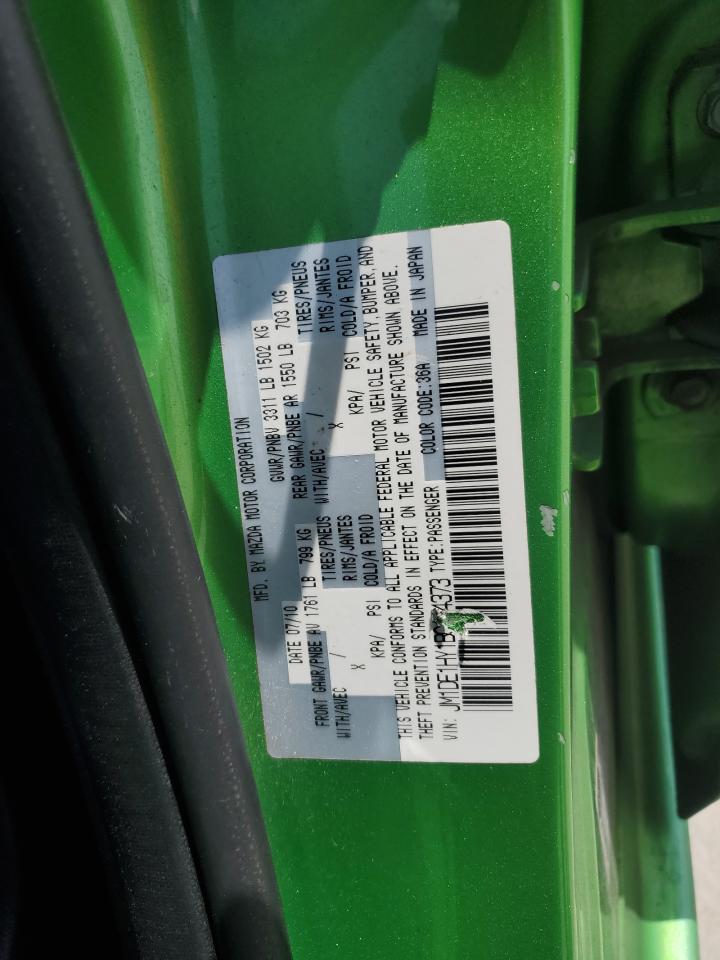 MFD. BY MAZDA MOTOR CORPORATION
DATE 07/10 GVWR/PNBV 3311 LB 1502 KG
FRONT GAWR/PNBE AV 1761 LB 799 KG REAR GAWR/PNBE AR 1550 LB 703 KG
WITH/AVEC / TIRES/PNEUS WITH/AVEC / TIRES/PNEUS
X RIMS/JANTES X RIMS/JANTES
KPA/ PSI COLD/A FROID KPA/ PSI COLD/A FROID
THIS VEHICLE CONFORMS TO ALL APPLICABLE FEDERAL MOTOR VEHICLE SAFETY, BUMPER, AND
THEFT PREVENTION STANDARDS IN EFFECT ON THE DATE OF MANUFACTURE SHOWN ABOVE.
VIN: TYPE:PASSENGER COLOR CODE:36A MADE IN JAPAN